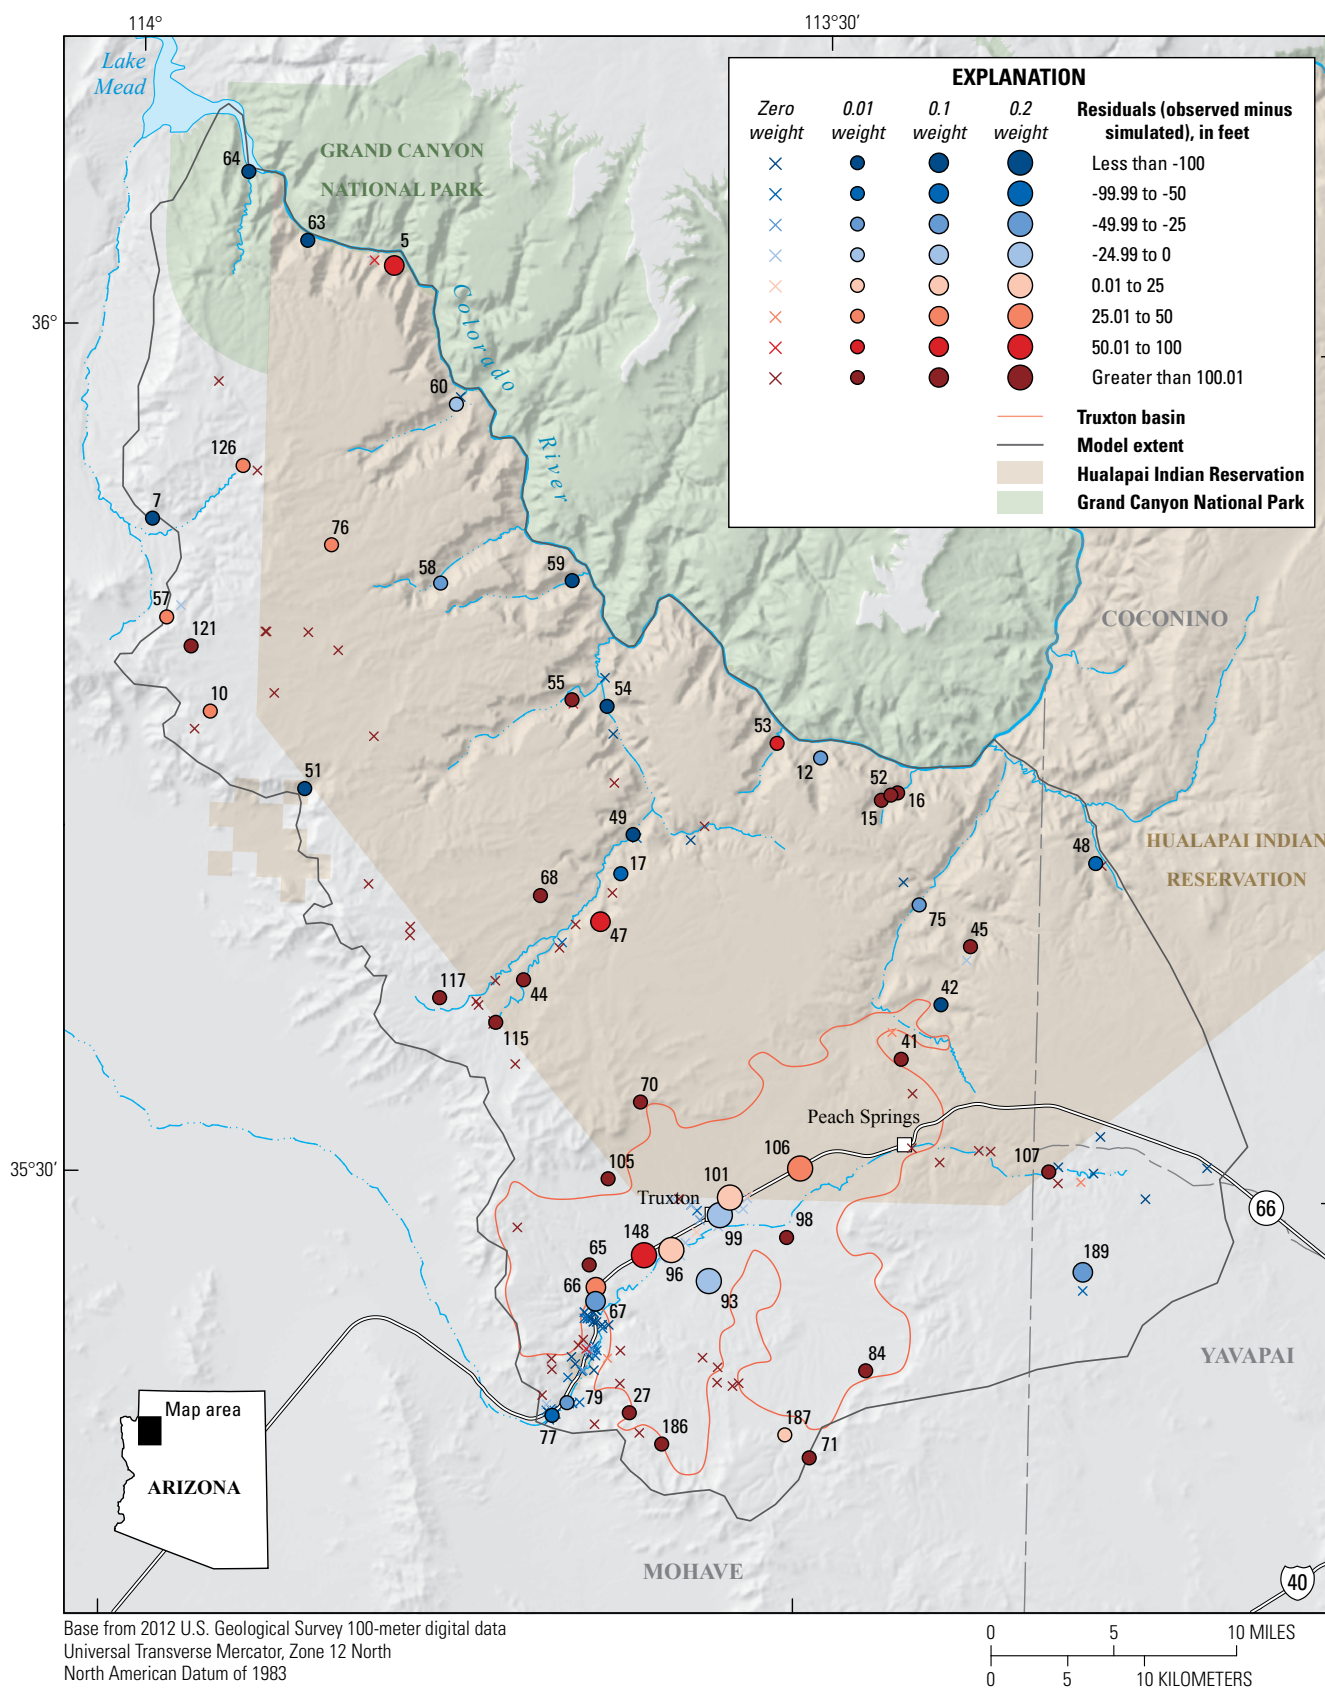 114°
113°30′
Lake
Mead
EXPLANATION
Zero
weight
0.01
weight
0.1
weight
0.2
weight
Residuals (observed minus
simulated), in feet
Less than -100
-99.99 to -50
-49.99 to -25
-24.99 to 0
0.01 to 25
25.01 to 50
50.01 to 100
Greater than 100.01
Truxton basin
Model extent
Hualapai Indian Reservation
Grand Canyon National Park
GRAND CANYON
NATIONAL PARK
64
63
5
Colorado
River
36°
60
126
7
76
58
59
57
121
COCONINO
10
55
54
53
12
52
16
15
51
49
17
48
HUALAPAI INDIAN
RESERVATION
68
47
75
45
117
44
42
115
41
70
Peach Springs
35°30′
106
107
105
101
Truxton
66
98
99
148
65
96
189
66
93
67
YAVAPAI
84
79
27
77
186
187
71
Map area
ARIZONA
MOHAVE
40
Base from 2012 U.S. Geological Survey 100-meter digital data
Universal Transverse Mercator, Zone 12 North
North American Datum of 1983
0 5 10 MILES
0 5 10 KILOMETERS